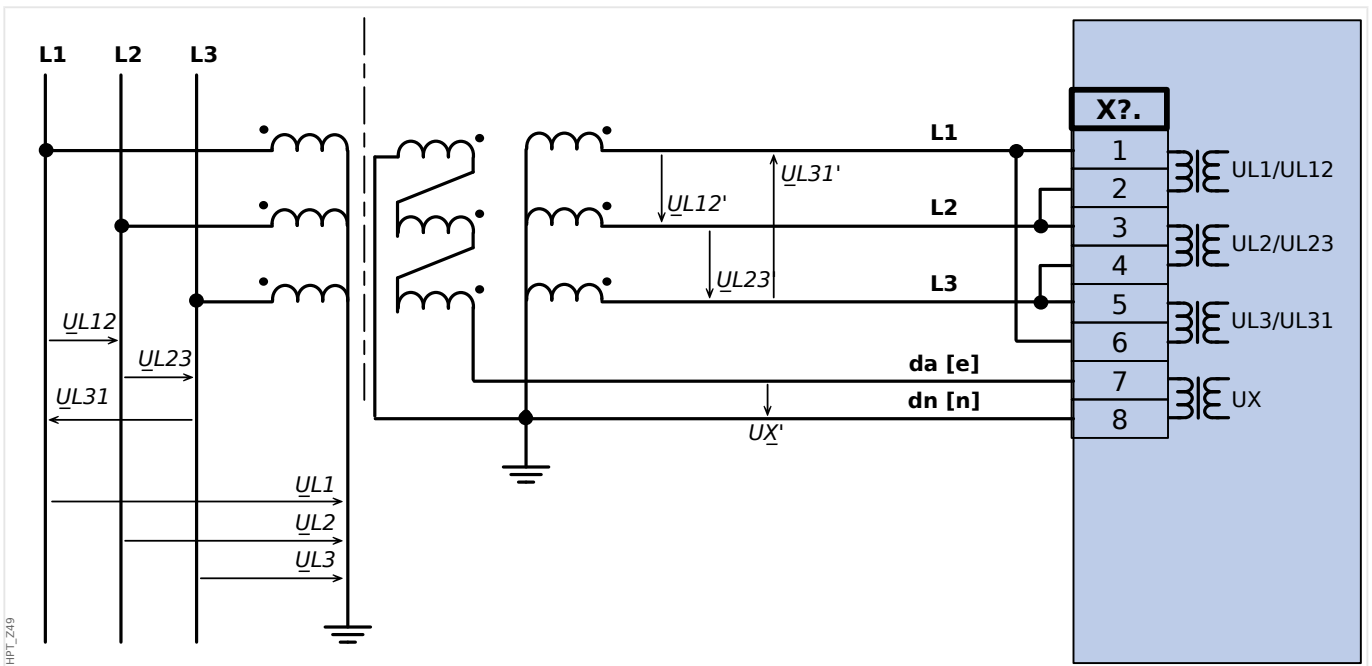 L1 L2 L3
X?.
L1
1
UL31'
UL1/UL12
2
UL12'
L2
3
UL2/UL23
4
UL23'
L3
5
UL12
UL3/UL31
6
UL23
da [e]
7
UL31
dn [n]
UX
8
UX'
UL1
UL2
UL3
HPT_Z49